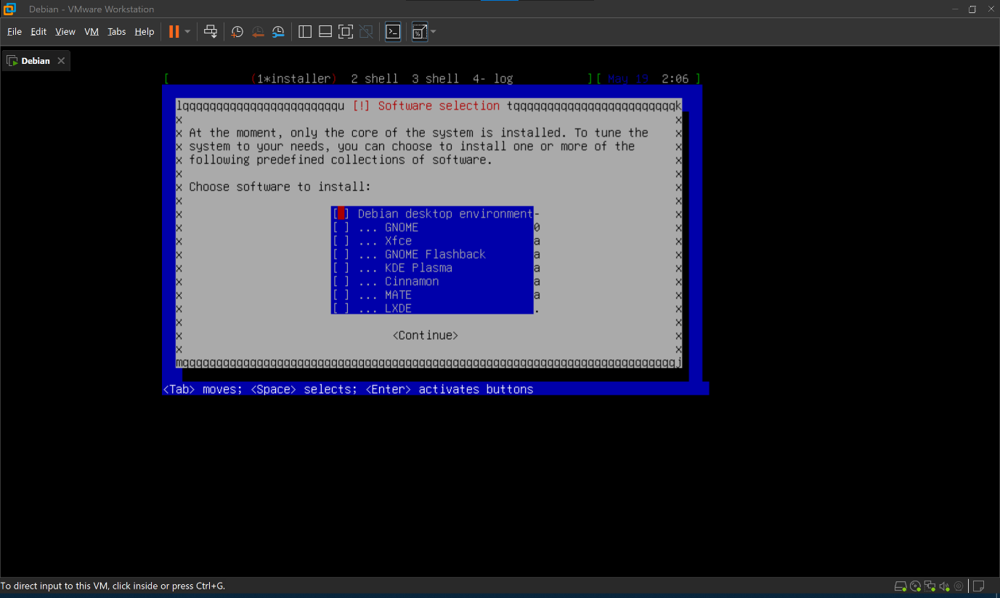 Debian - VMware Workstation
File Edit View VM Tabs Help
Debian
[ (1*installer) 2 shell 3 shell 4- log ][ May 19 2:06 ]
lqqqqqqqqqqqqqqqqqqqqqqqu [!] Software selection tqqqqqqqqqqqqqqqqqqqqqqqqk
x x
x At the moment, only the core of the system is installed. To tune the x
x system to your needs, you can choose to install one or more of the x
x following predefined collections of software. x
x x
x Choose software to install: x
x x
x [ ] Debian desktop environment- x
x [ ] ... GNOME 0 x
x [ ] ... Xfce a x
x [ ] ... GNOME Flashback a x
x [ ] ... KDE Plasma a x
x [ ] ... Cinnamon a x
x [ ] ... MATE a x
x [ ] ... LXDE . x
x x
x <Continue> x
x x
mqqqqqqqqqqqqqqqqqqqqqqqqqqqqqqqqqqqqqqqqqqqqqqqqqqqqqqqqqqqqqqqqqqqqqqqqqj
<Tab> moves; <Space> selects; <Enter> activates buttons
To direct input to this VM, click inside or press Ctrl+G.